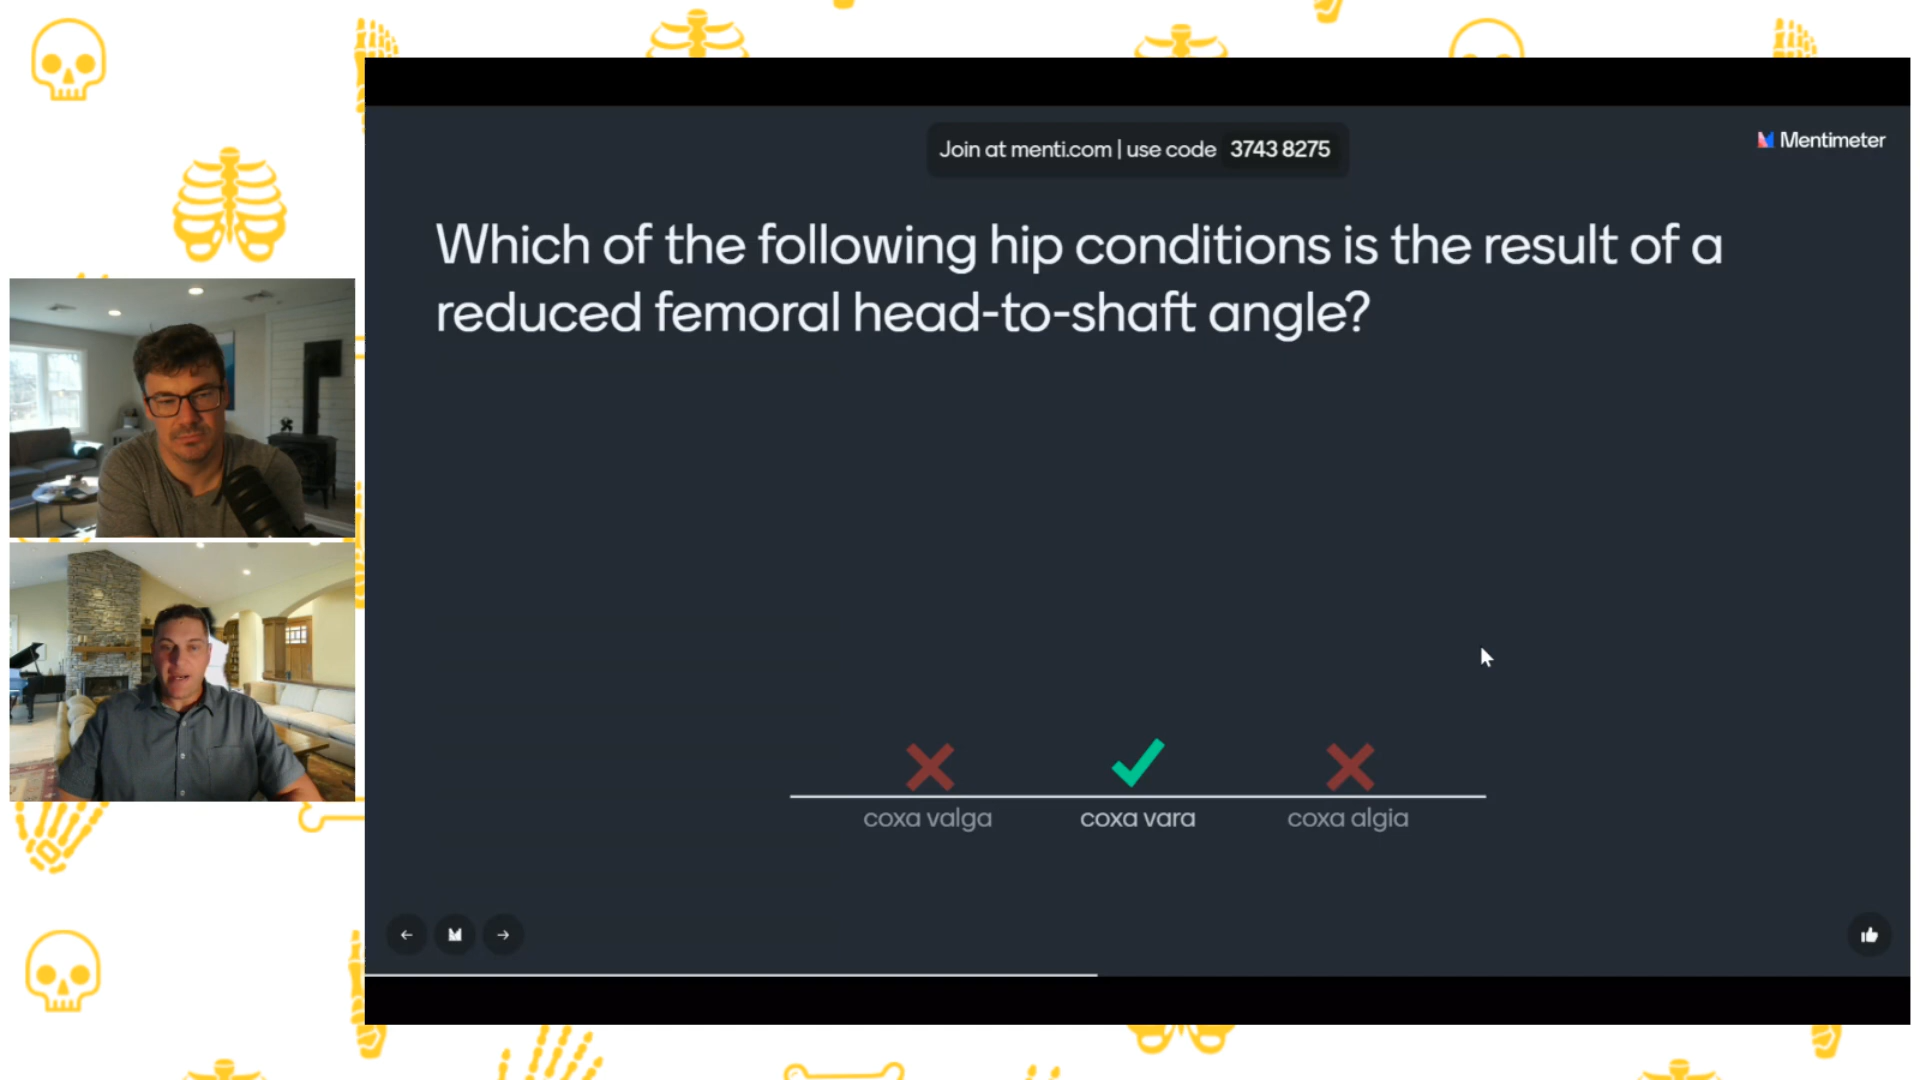 Join at menti.com | use code 3743 8275
Mentimeter
Which of the following hip conditions is the result of a
reduced femoral head-to-shaft angle?
coxa valga
coxa vara
coxa algia